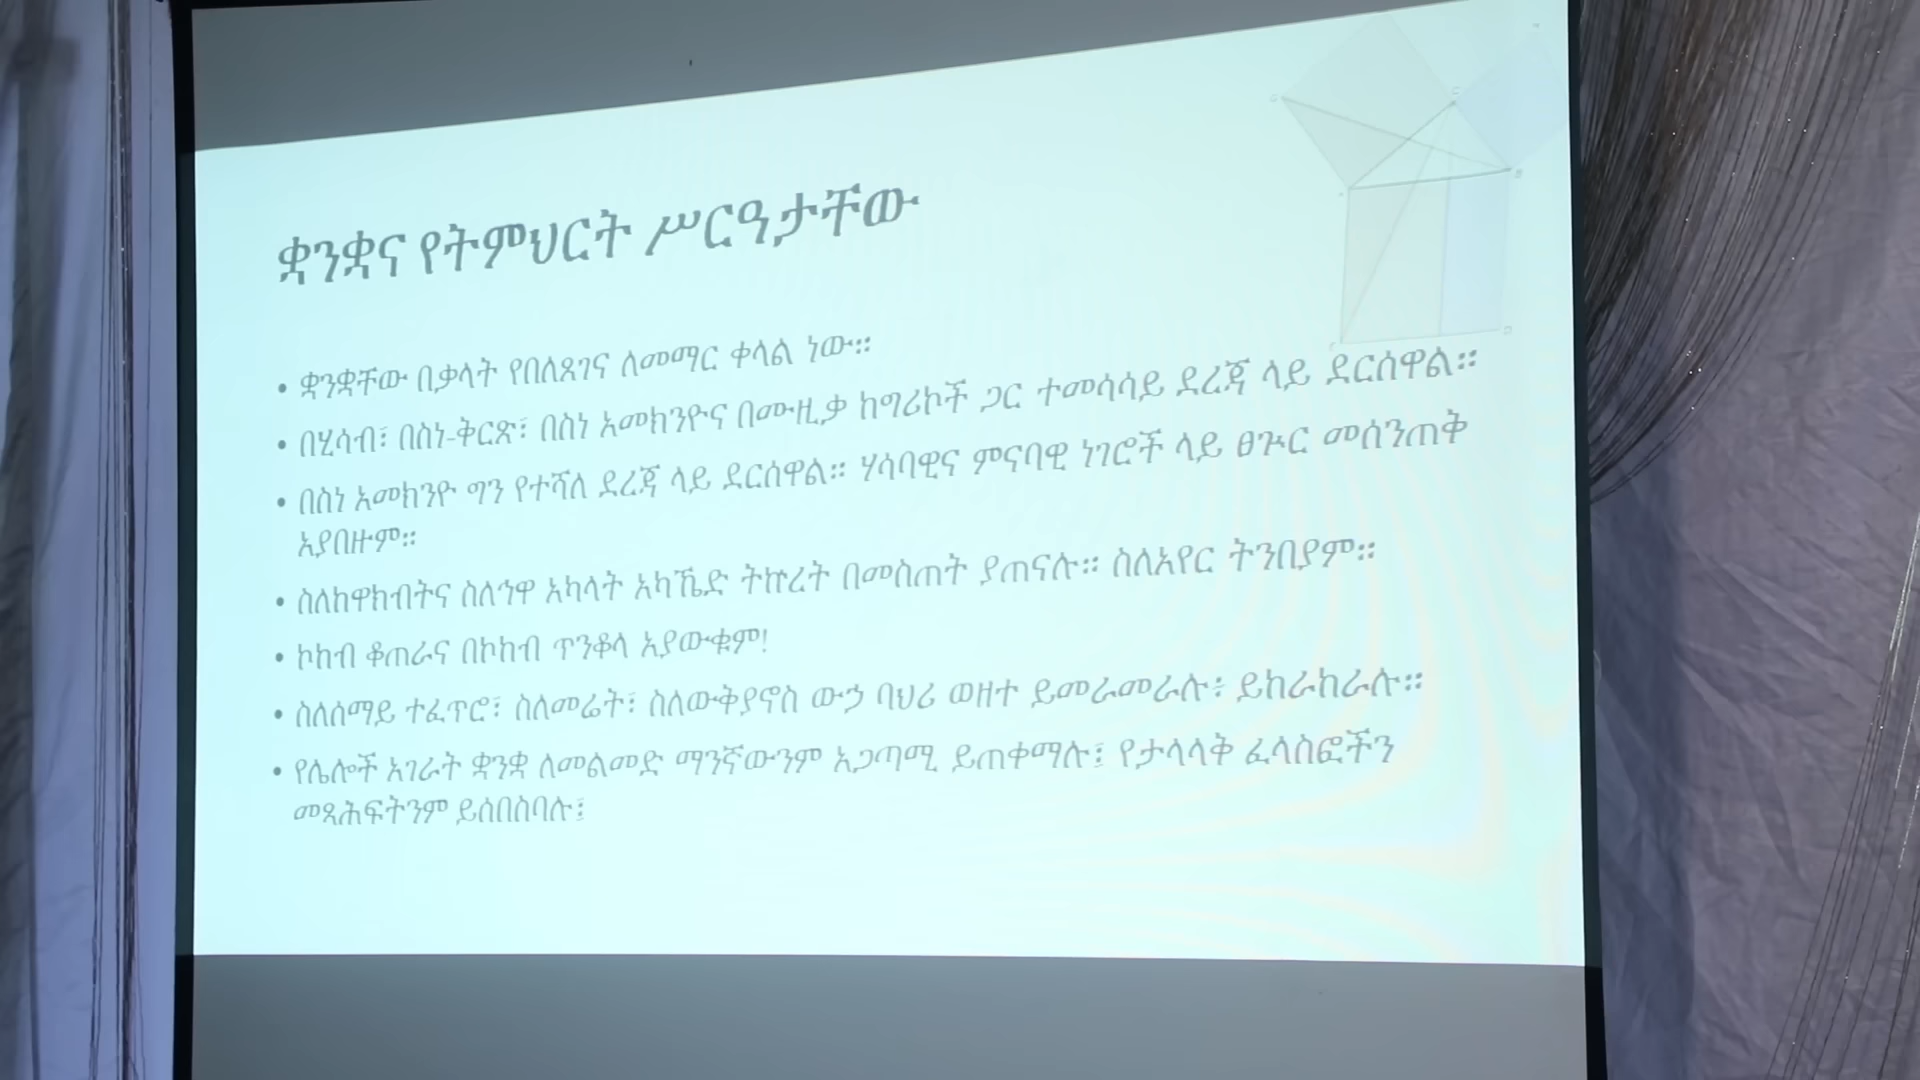 ቋንቋና የትምህርት ሥርዓታቸው
• ቋንቋቸው በቃላት የበለጸገና ለመማር ቀላል ነው።
• በሂሳብ፣ በስነ-ቅርጽ፣ በስነ አመክንዮና በሙዚቃ ከግሪኮች ጋር ተመሳሳይ ደረጃ ላይ ደርሰዋል።
• በስነ አመክንዮ ግን የተሻለ ደረጃ ላይ ደርሰዋል። ሃሳባዊና ምናባዊ ነገሮች ላይ ፀጕር መሰንጠቅ
አያበዙም።
• ስለከዋክብትና ስለኅዋ አካላት አካኼድ ትኩረት በመስጠት ያጠናሉ። ስለአየር ትንበያም።
• ኮከብ ቆጠራና በኮከብ ጥንቆላ አያውቁም!
• ስለሰማይ ተፈጥሮ፣ ስለመሬት፣ ስለውቅያኖስ ውኃ ባህሪ ወዘተ ይመራመራሉ፥ ይከራከራሉ።
• የሌሎች አገራት ቋንቋ ለመልመድ ማንኛውንም አጋጣሚ ይጠቀማሉ፤ የታላላቅ ፈላስፎችን
መጻሕፍትንም ይሰበስባሉ፤